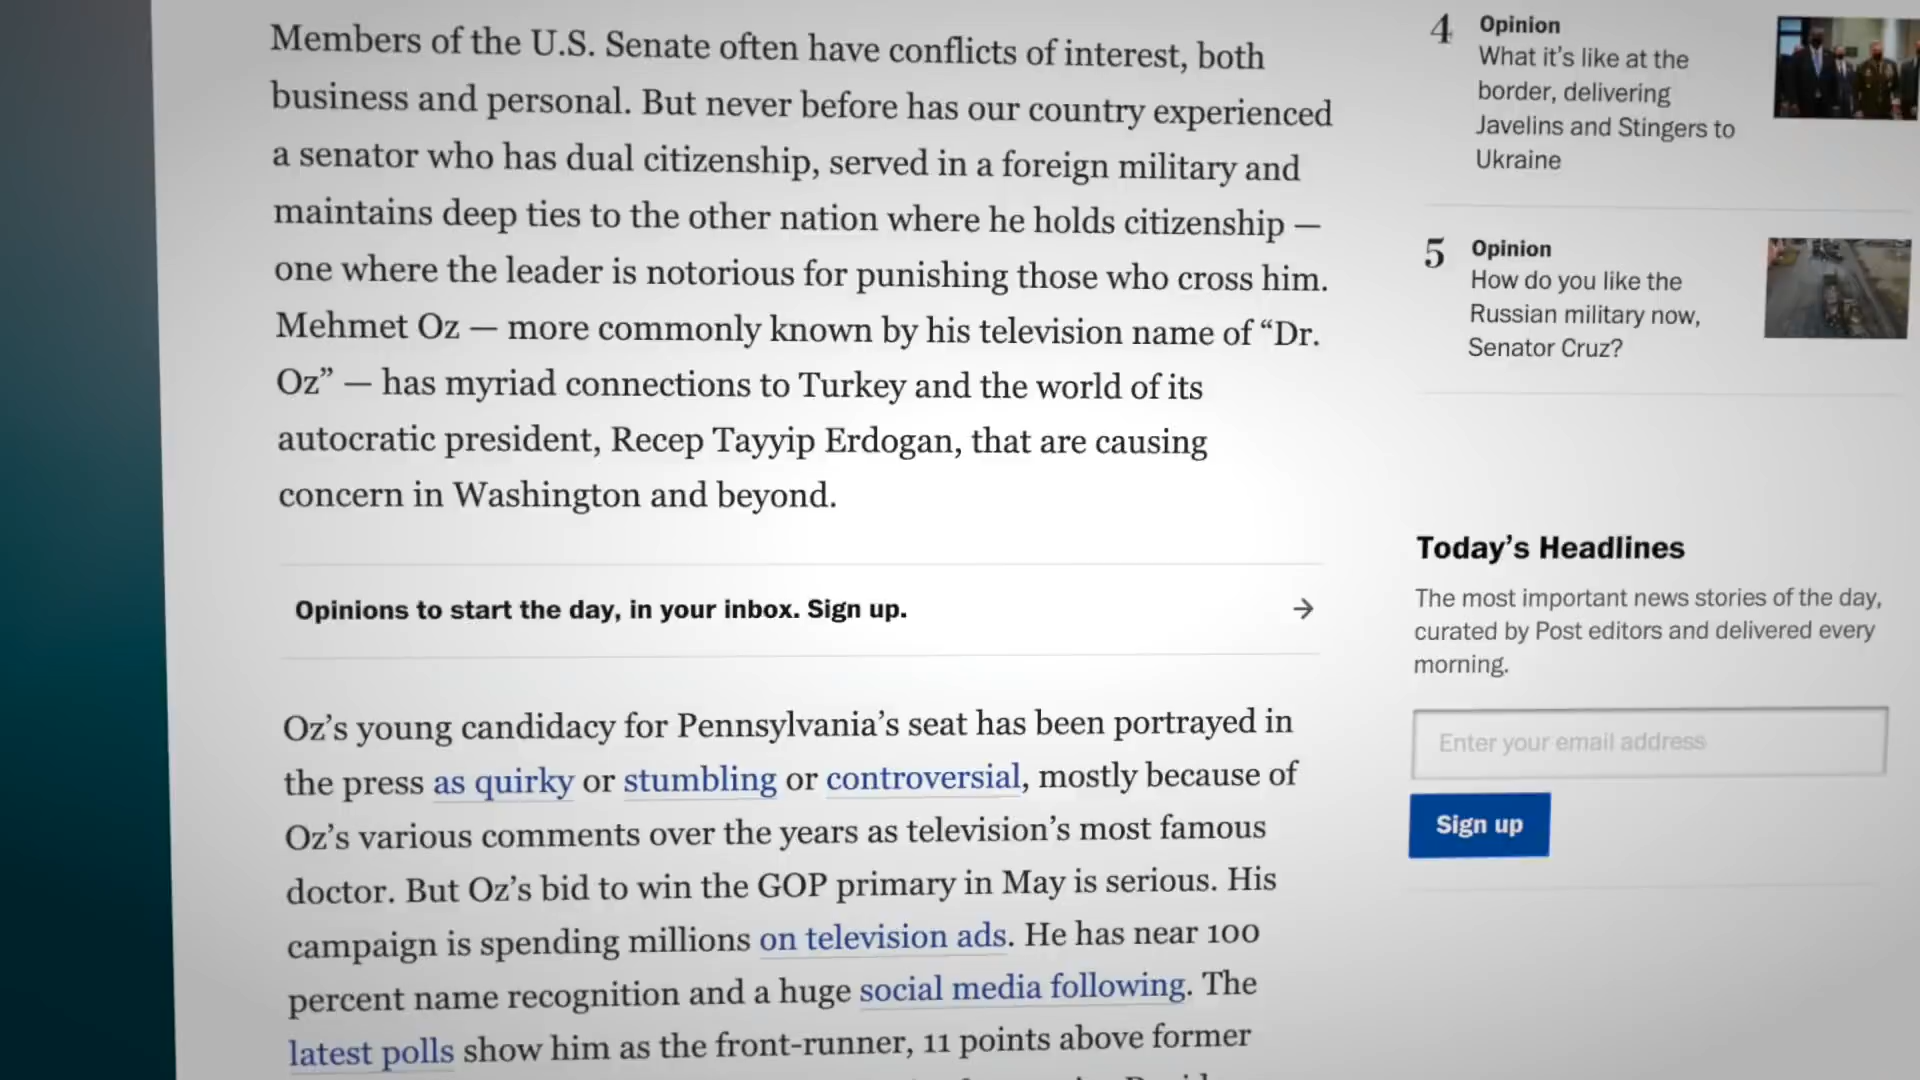 Members of the U.S. Senate often have conflicts of interest, both
business and personal. But never before has our country experienced
a senator who has dual citizenship, served in a foreign military and
maintains deep ties to the other nation where he holds citizenship —
one where the leader is notorious for punishing those who cross him.
Mehmet Oz — more commonly known by his television name of “Dr.
Oz” — has myriad connections to Turkey and the world of its
autocratic president, Recep Tayyip Erdogan, that are causing
concern in Washington and beyond.
Opinions to start the day, in your inbox. Sign up.
→
Oz’s young candidacy for Pennsylvania’s seat has been portrayed in
the press as quirky or stumbling or controversial, mostly because of
Oz’s various comments over the years as television’s most famous
doctor. But Oz’s bid to win the GOP primary in May is serious. His
campaign is spending millions on television ads. He has near 100
percent name recognition and a huge social media following. The
latest polls show him as the front-runner, 11 points above former
4
Opinion
What it’s like at the
border, delivering
Javelins and Stingers to
Ukraine
5
Opinion
How do you like the
Russian military now,
Senator Cruz?
Today’s Headlines
The most important news stories of the day,
curated by Post editors and delivered every
morning.
Enter your email address
Sign up